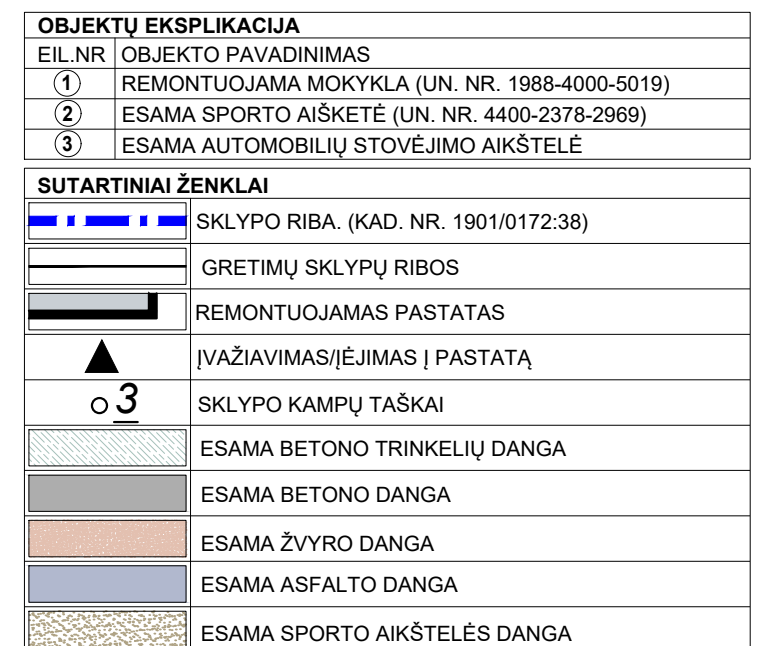 OBJEKTŲ EKSPLIKACIJA
EIL.NR OBJEKTO PAVADINIMAS
1 REMONTUOJAMA MOKYKLA (UN. NR. 1988-4000-5019)
2 ESAMA SPORTO AIŠKETĖ (UN. NR. 4400-2378-2969)
3 ESAMA AUTOMOBILIŲ STOVĖJIMO AIKŠTELĖ
SUTARTINIAI ŽENKLAI
SKLYPO RIBA. (KAD. NR. 1901/0172:38)
GRETIMŲ SKLYPŲ RIBOS
REMONTUOJAMAS PASTATAS
ĮVAŽIAVIMAS/ĮĖJIMAS Į PASTATĄ
3 SKLYPO KAMPŲ TAŠKAI
ESAMA BETONO TRINKELIŲ DANGA
ESAMA BETONO DANGA
ESAMA ŽVYRO DANGA
ESAMA ASFALTO DANGA
ESAMA SPORTO AIKŠTELĖS DANGA